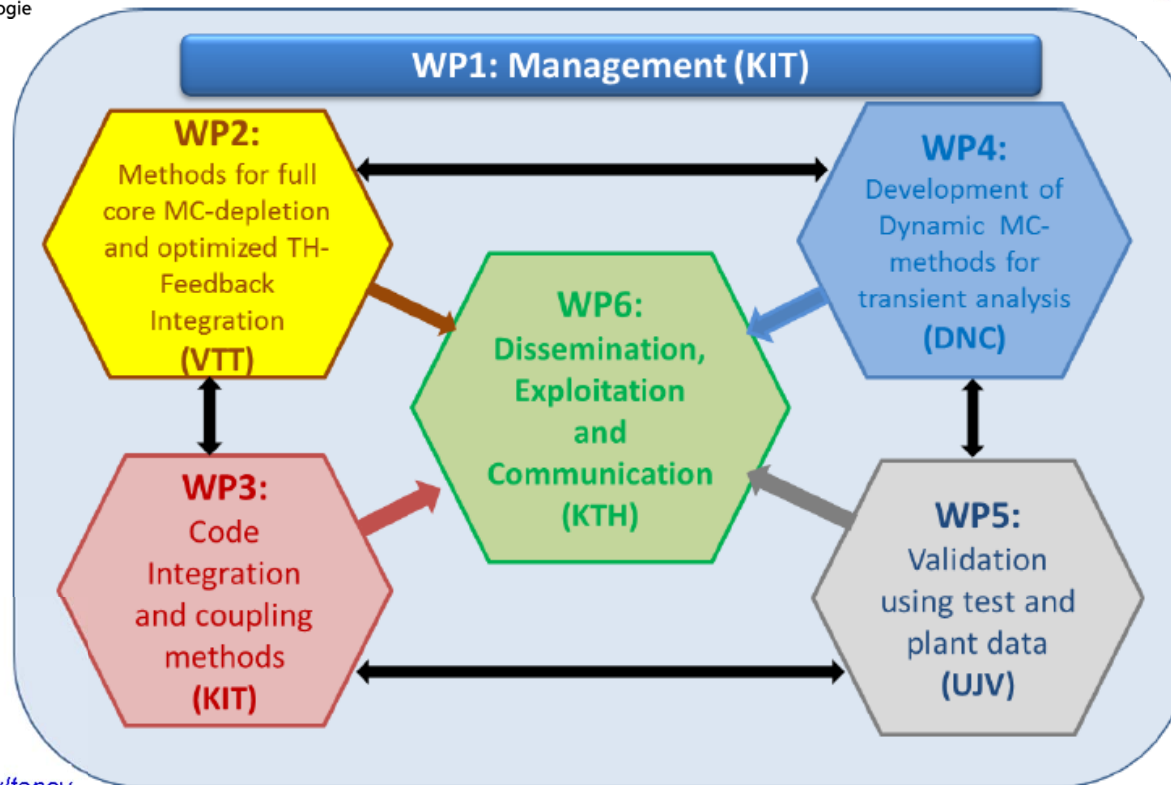 ogie
WP1: Management (KIT)
WP2:
Methods for full
core MC-depletion
and optimized TH-
Feedback
Integration
(VTT)
WP4:
Development of
Dynamic MC-
methods for
transient analysis
(DNC)
WP6:
Dissemination,
Exploitation
and
Communication
(KTH)
WP3:
Code
Integration
and coupling
methods
(KIT)
WP5:
Validation
using test and
plant data
(UJV)